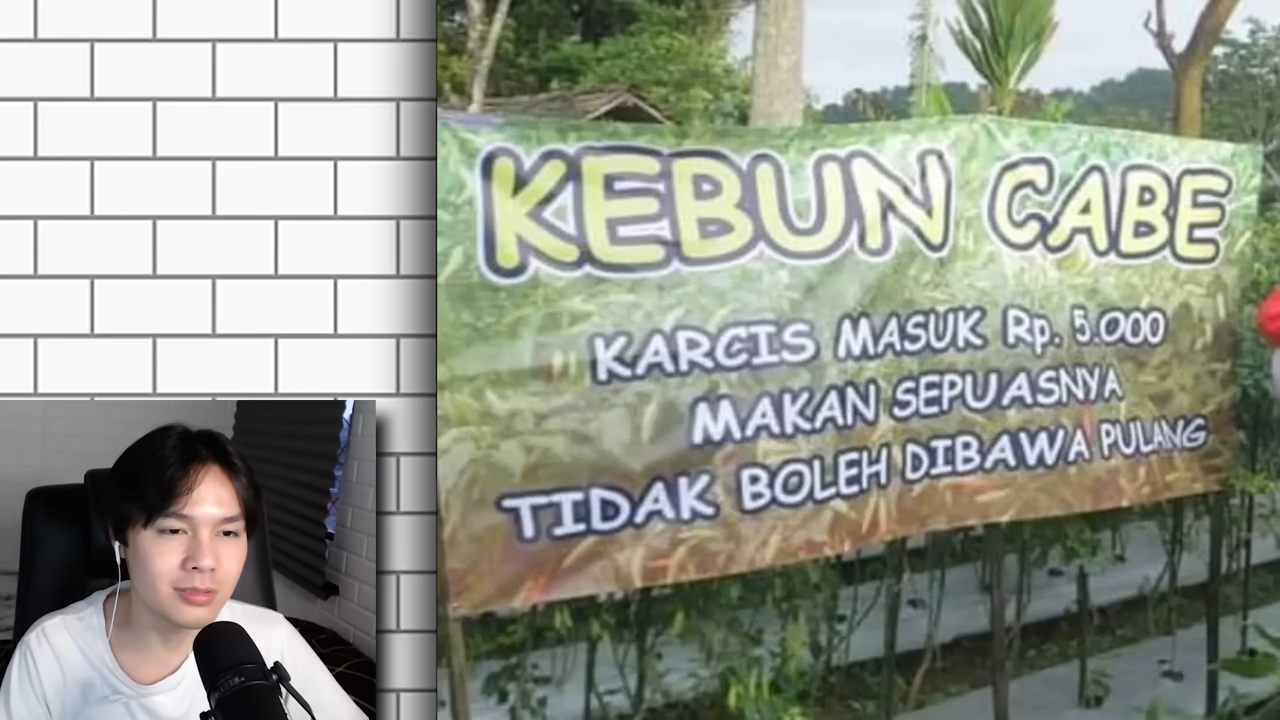 KEBUN CABE
KARCIS MASUK Rp. 5.000
MAKAN SEPUASNYA
TIDAK BOLEH DIBAWA PULANG